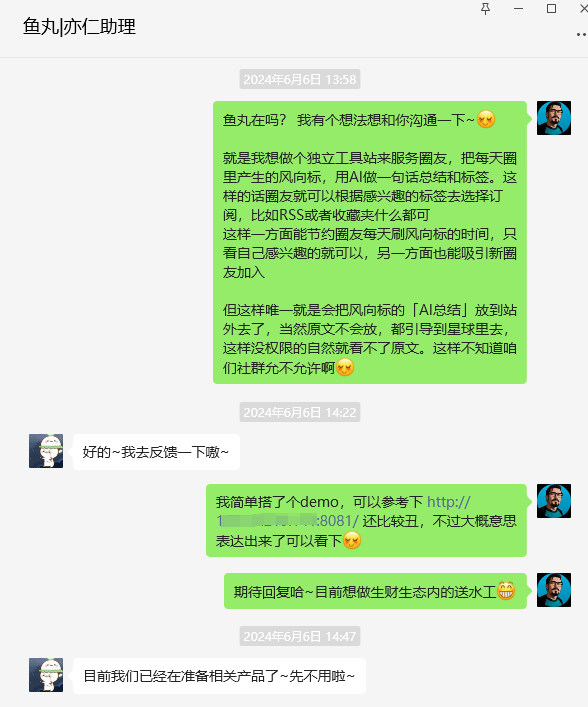 鱼丸|亦仁助理
2024年6月6日 13:58
鱼丸在吗？ 我有个想法想和你沟通一下~
就是我想做个独立工具站来服务圈友，把每天圈
里产生的风向标，用AI做一句话总结和标签。这
样的话圈友就可以根据感兴趣的标签去选择订
阅，比如RSS或者收藏夹什么都可
这样一方面能节约圈友每天刷风向标的时间，只
看自己感兴趣的就可以，另一方面也能吸引新圈
友加入
但这样唯一就是会把风向标的「AI总结」放到站
外去了，当然原文不会放，都引导到星球里去，
这样没权限的自然就看不了原文。这样不知道咱
们社群允不允许啊
2024年6月6日 14:22
好的~我去反馈一下嗷~
我简单搭了个demo，可以参考下 http://
1 :8081/ 还比较丑，不过大概意思
表达出来了可以看下
期待回复哈~目前想做生财生态内的送水工
2024年6月6日 14:47
目前我们已经在准备相关产品了~先不用啦~